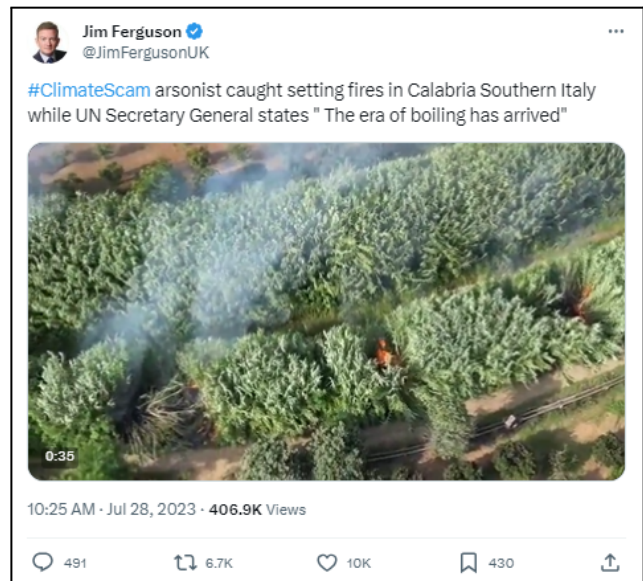 Jim Ferguson
@JimFergusonUK
#ClimateScam arsonist caught setting fires in Calabria Southern Italy
while UN Secretary General states " The era of boiling has arrived"
0:35
10:25 AM · Jul 28, 2023 · 406.9K Views
491 6.7K 10K 430